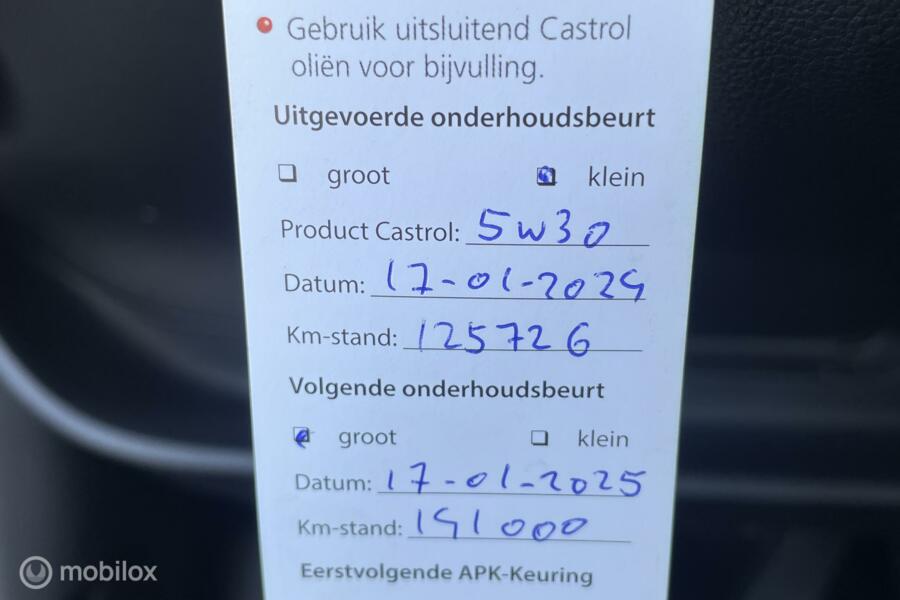 Gebruik uitsluitend Castrol
oliën voor bijvulling.
Uitgevoerde onderhoudsbeurt
groot klein
Product Castrol: 5W30
Datum: 17-01-2024
Km-stand: 125726
Volgende onderhoudsbeurt
groot klein
Datum: 17-01-2025
Km-stand: 141000
Eerstvolgende APK-Keuring
mobilox